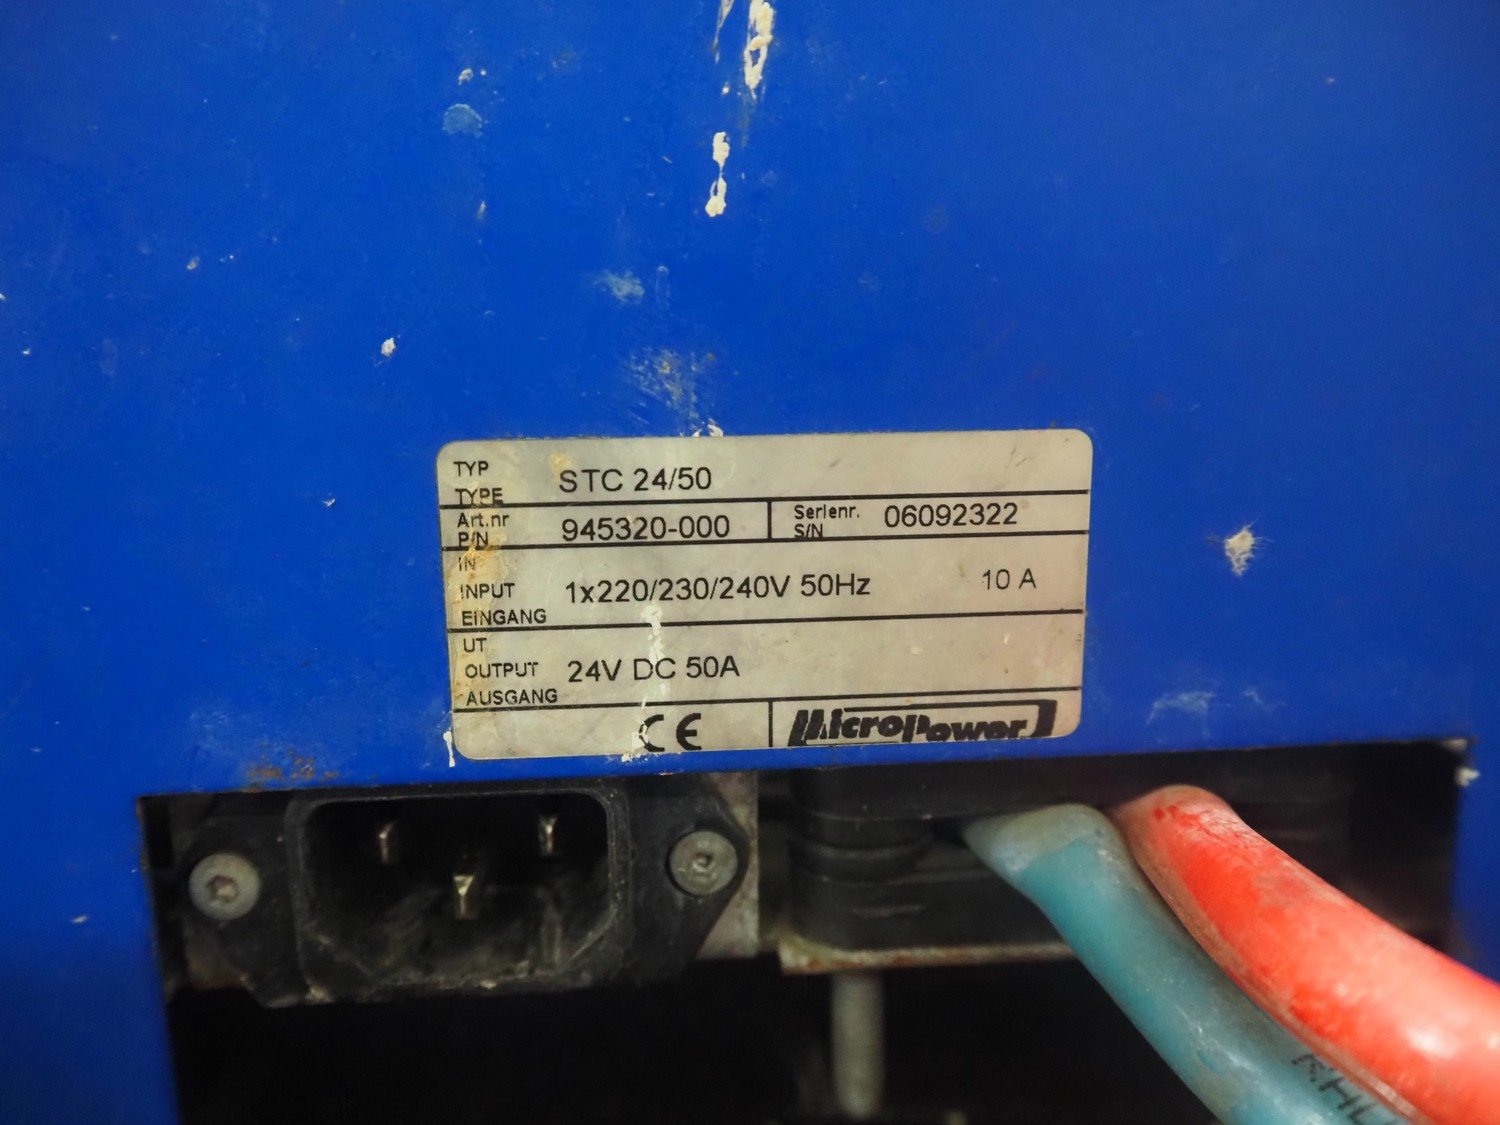 TYP
TYPE STC 24/50
Art.nr
P/N 945320-000
Serienr.
S/N 06092322
IN
INPUT 1x220/230/240V 50Hz 10 A
EINGANG
UT
OUTPUT 24V DC 50A
AUSGANG
CE
MicroPower